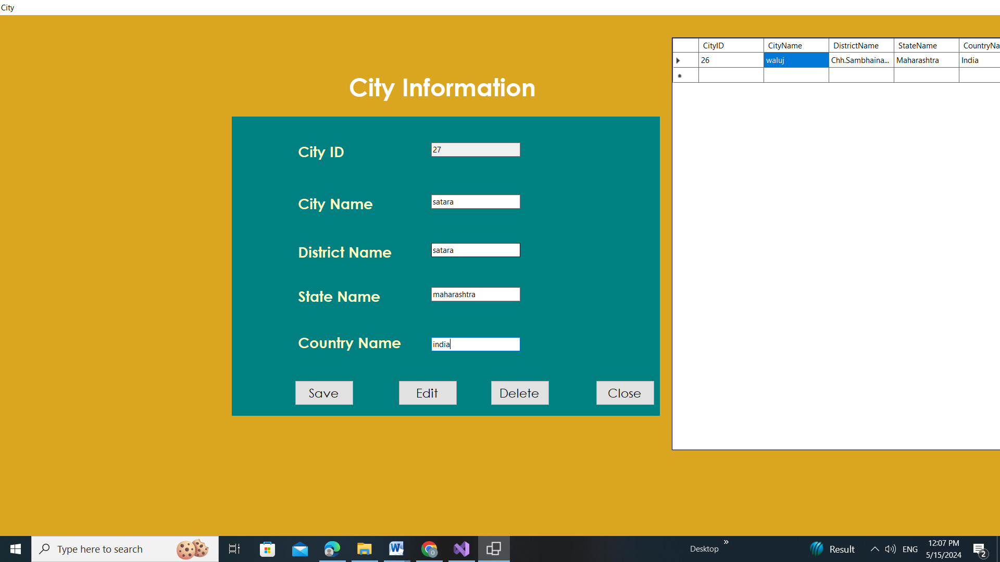 City
City Information
City ID
27
City Name
satara
District Name
satara
State Name
maharashtra
Country Name
india
Save Edit Delete Close
CityID CityName DistrictName StateName CountryNa
26 waluj Chh.Sambhaina... Maharashtra India
Type here to search
Desktop
Result
ENG
12:07 PM
5/15/2024
2